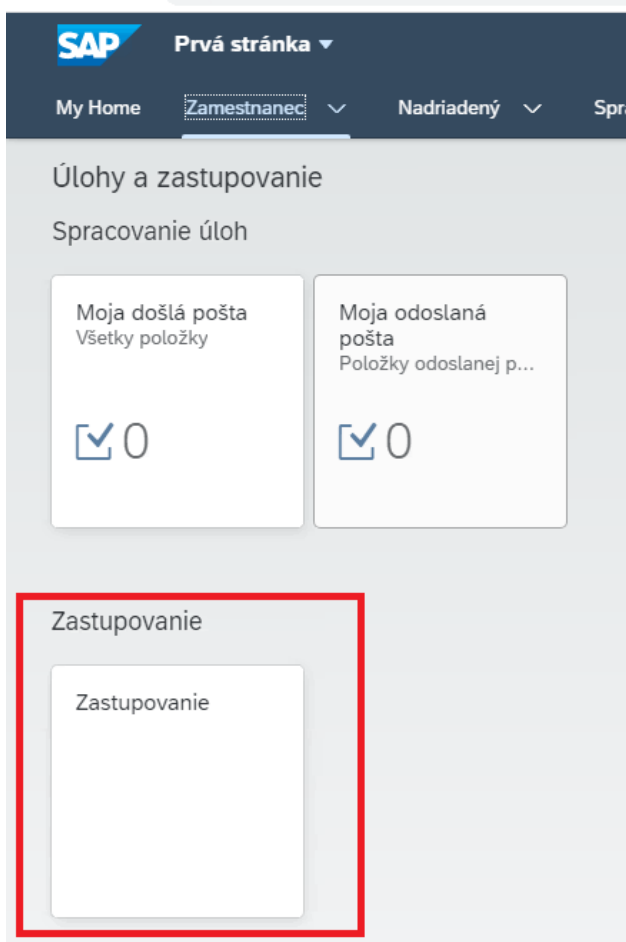 SAP Prvá stránka
My Home Zamestnanec Nadriadený Spr
Úlohy a zastupovanie
Spracovanie úloh
Moja došlá pošta
Všetky položky
0
Moja odoslaná
pošta
Položky odoslanej p...
0
Zastupovanie
Zastupovanie